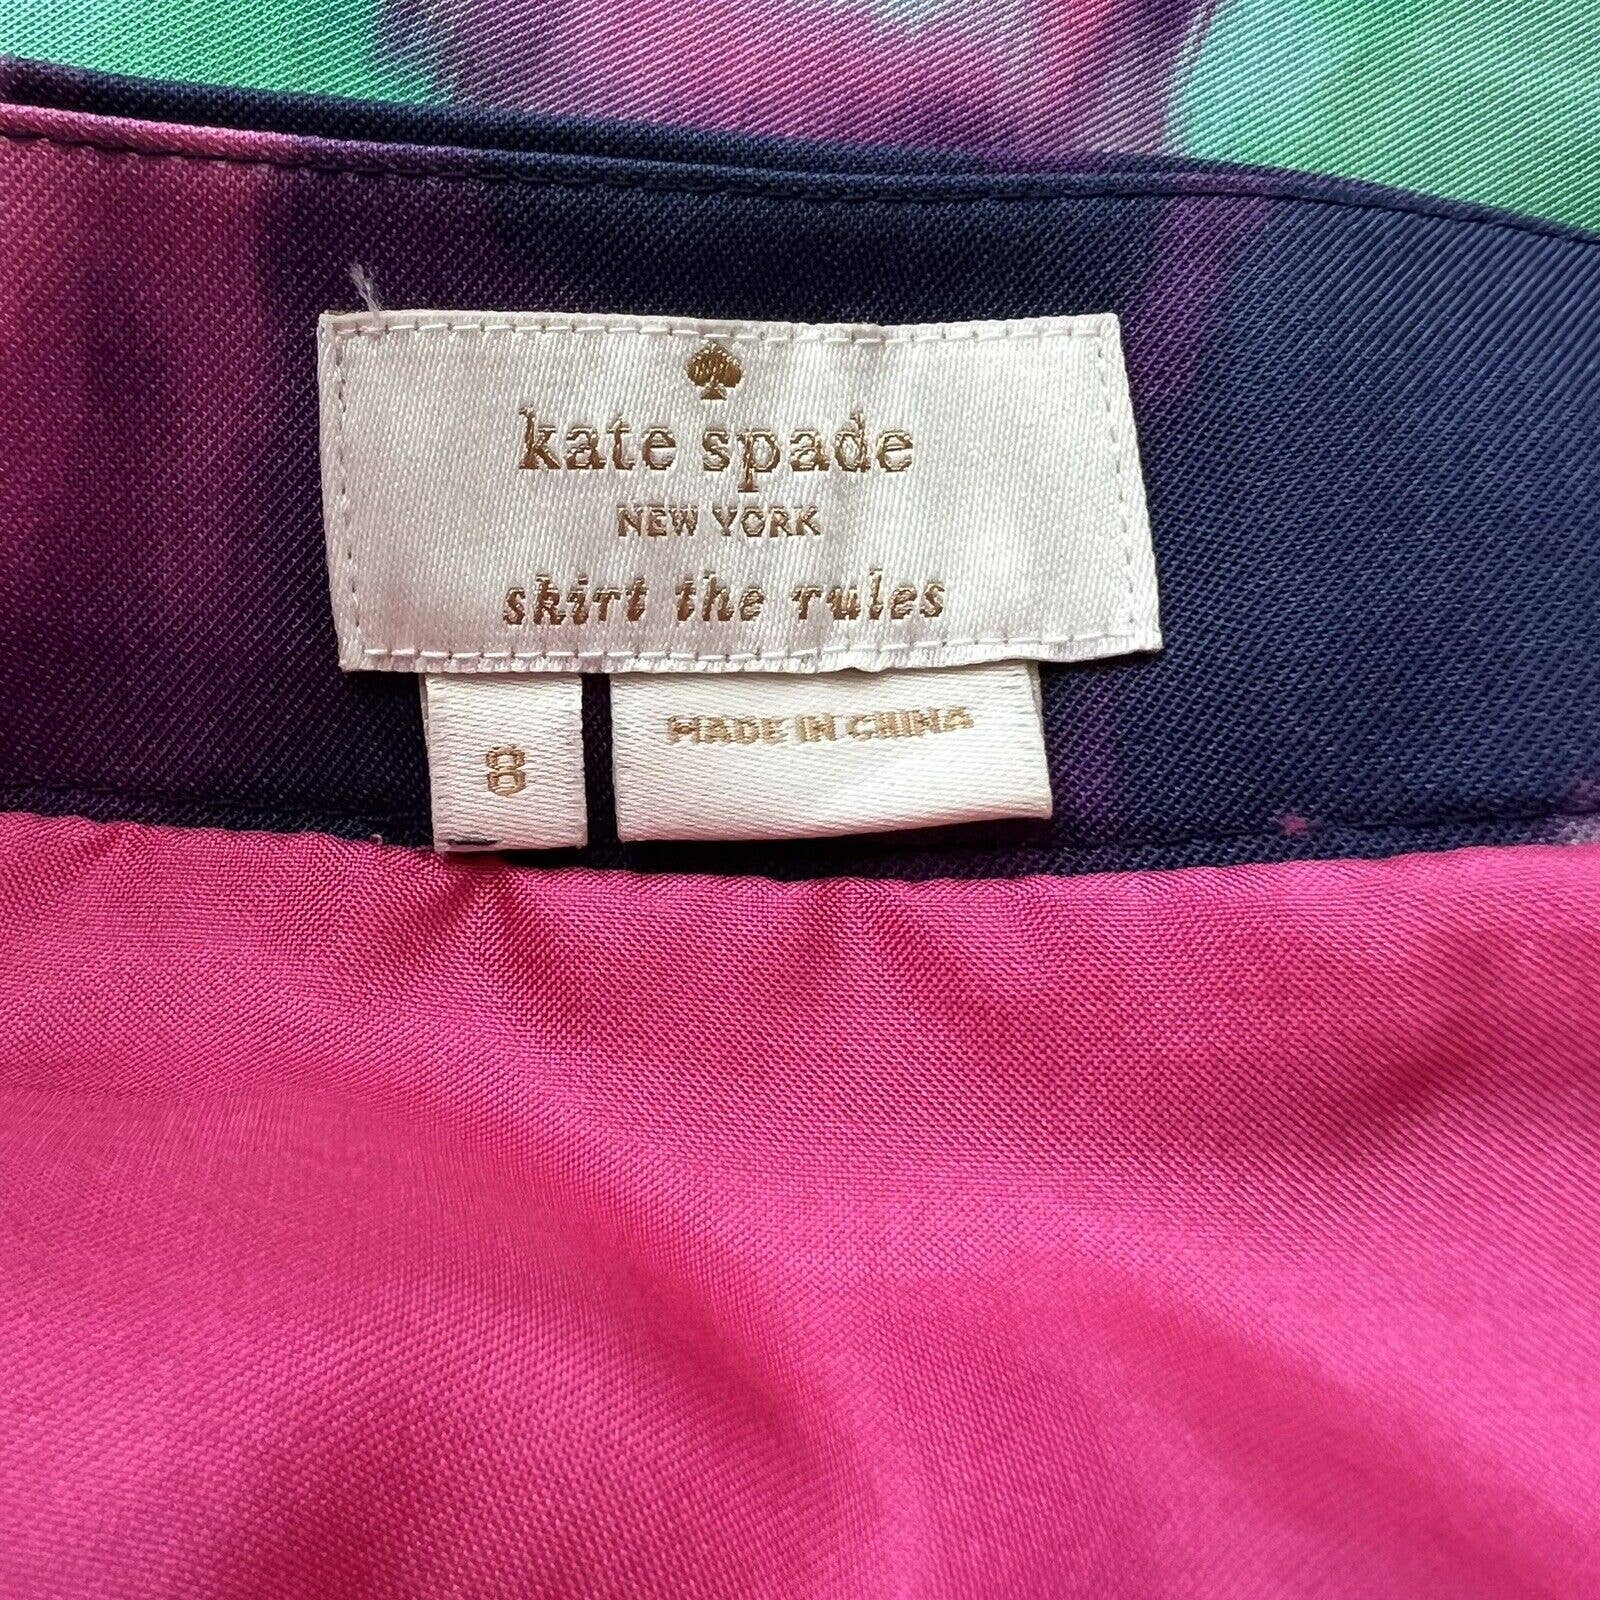 kate spade
NEW YORK
skirt the rules
8
MADE IN CHINA